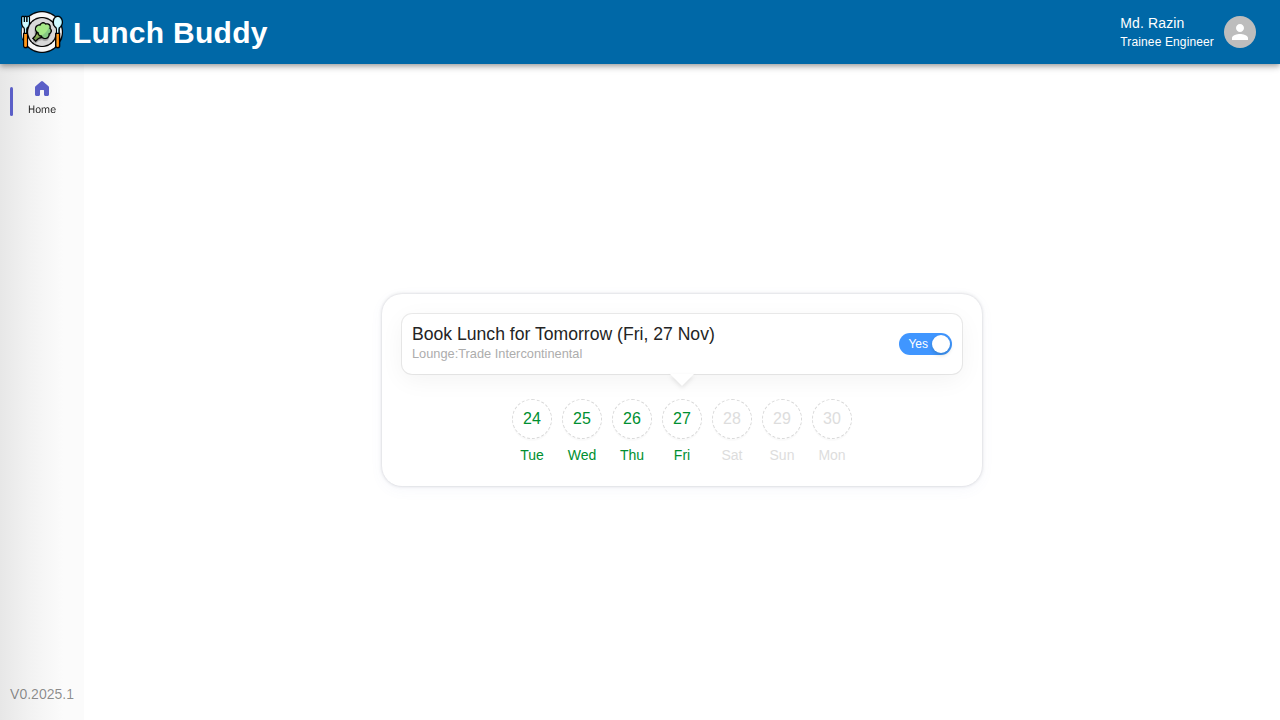 Lunch Buddy
Md. Razin
Trainee Engineer
Home
Book Lunch for Tomorrow (Fri, 27 Nov)
Lounge:Trade Intercontinental
Yes
24 25 26 27 28 29 30
Tue Wed Thu Fri Sat Sun Mon
V0.2025.1